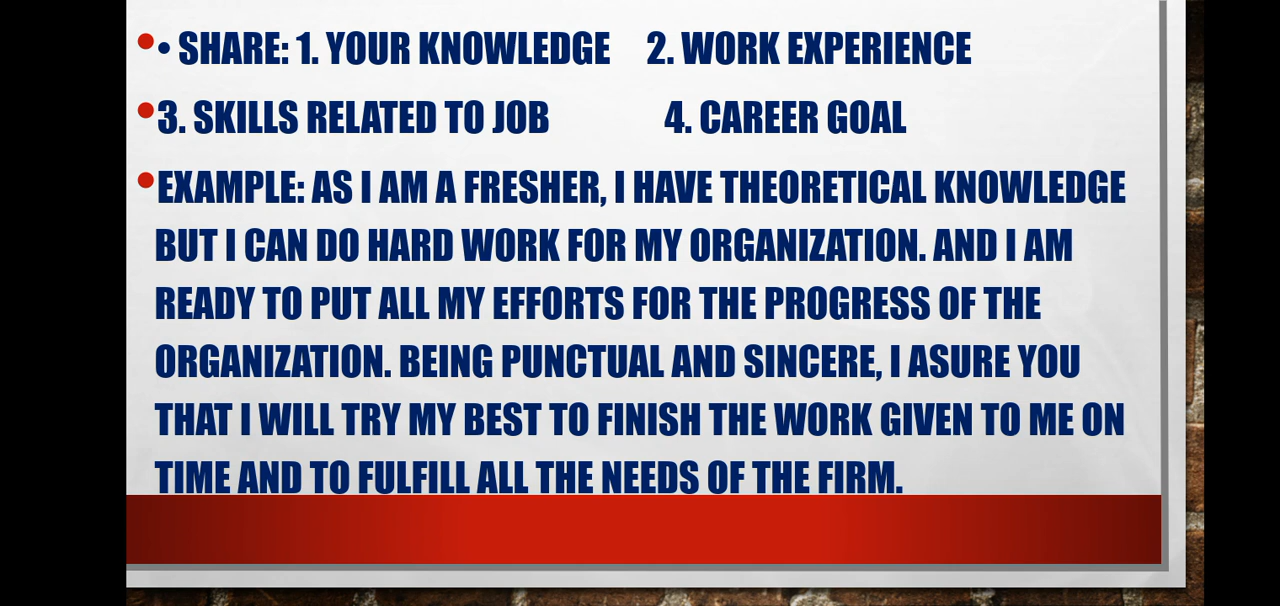 •• SHARE: 1. YOUR KNOWLEDGE 2. WORK EXPERIENCE
•3. SKILLS RELATED TO JOB 4. CAREER GOAL
•EXAMPLE: AS I AM A FRESHER, I HAVE THEORETICAL KNOWLEDGE
BUT I CAN DO HARD WORK FOR MY ORGANIZATION. AND I AM
READY TO PUT ALL MY EFFORTS FOR THE PROGRESS OF THE
ORGANIZATION. BEING PUNCTUAL AND SINCERE, I ASURE YOU
THAT I WILL TRY MY BEST TO FINISH THE WORK GIVEN TO ME ON
TIME AND TO FULFILL ALL THE NEEDS OF THE FIRM.